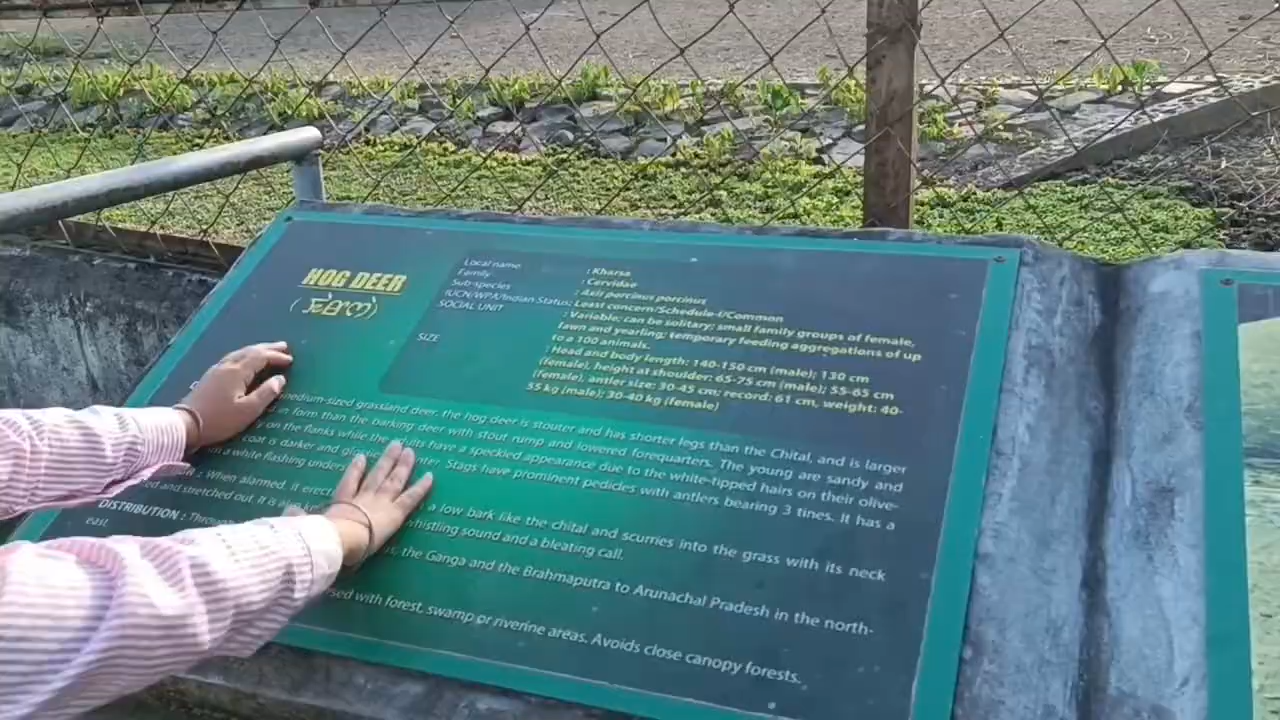 HOG DEER
Local name : Kharsa
Family : Cervidae
Sub species : Axis porcinus porcinus
IUCN/WPA/Indian Status: Least concern/Schedule-I/Common
SOCIAL UNIT : Variable; can be solitary; small family groups of female,
fawn and yearling; temporary feeding aggregations of up
to a 100 animals.
SIZE : Head and body length: 140-150 cm (male); 130 cm
(female), height at shoulder: 65-75 cm (male); 55-65 cm
(female), antler size: 30-45 cm; record: 61 cm, weight: 40-
55 kg (male); 30-40 kg (female)
medium-sized grassland deer, the hog deer is stouter and has shorter legs than the Chital, and is larger
in form than the barking deer with stout rump and lowered forequarters. The young are sandy and
on the flanks while the adults have a speckled appearance due to the white-tipped hairs on their olive-
coat is darker and Stags have prominent pedicles with antlers bearing 3 tines. It has a
a white flashing
: When alarmed, it a low bark like the chital and scurries into the grass with its neck
and stretched out. It is whistling sound and a bleating call.
DISTRIBUTION : the Ganga and the Brahmaputra to Arunachal Pradesh in the north-
east
with forest, swamp or riverine areas. Avoids close canopy forests.